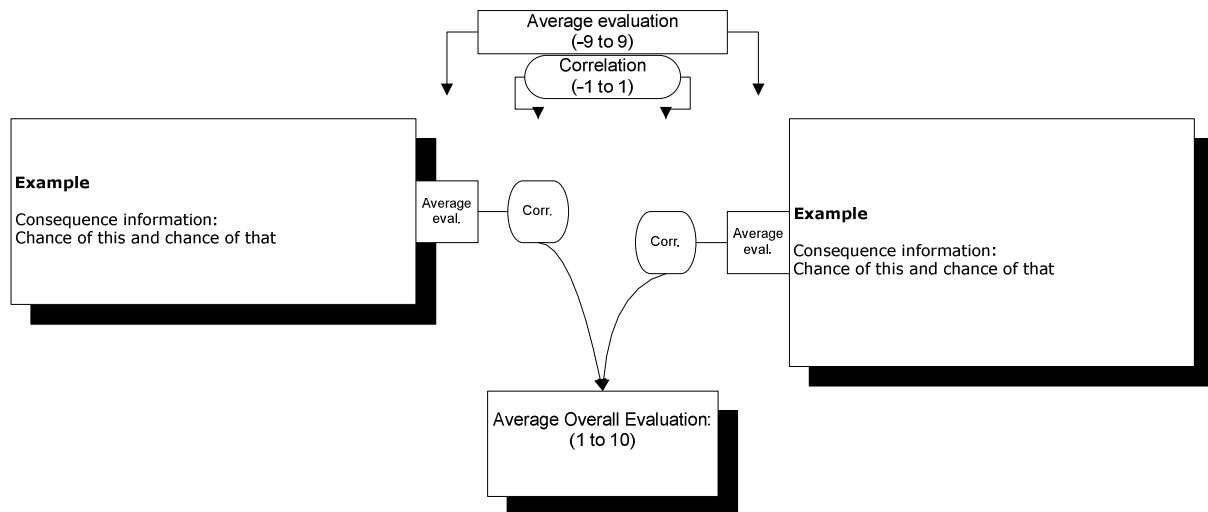 Average evaluation
(-9 to 9)
Correlation
(-1 to 1)
Example
Consequence information:
Chance of this and chance of that
Average
eval.
Corr.
Corr.
Average
eval.
Example
Consequence information:
Chance of this and chance of that
Average Overall Evaluation:
(1 to 10)